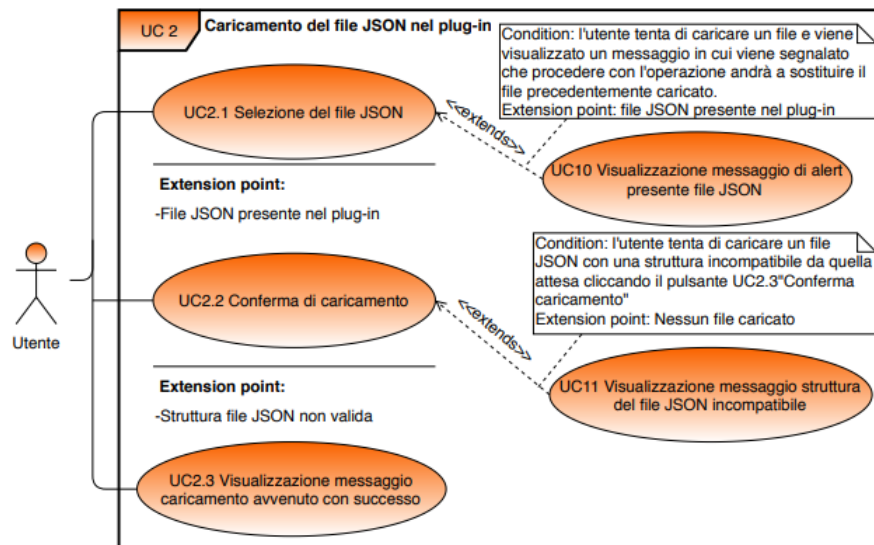 UC 2
Caricamento del file JSON nel plug-in
Condition: l'utente tenta di caricare un file e viene
visualizzato un messaggio in cui viene segnalato
che procedere con l'operazione andrà a sostituire il
file precedentemente caricato.
Extension point: file JSON presente nel plug-in
UC2.1 Selezione del file JSON
<<extends>>
UC10 Visualizzazione messaggio di alert
presente file JSON
Extension point:
-File JSON presente nel plug-in
Condition: l'utente tenta di caricare un file
JSON con una struttura incompatibile da quella
attesa cliccando il pulsante UC2.3"Conferma
caricamento"
Extension point: Nessun file caricato
Utente
UC2.2 Conferma di caricamento
<<extends>>
UC11 Visualizzazione messaggio struttura
del file JSON incompatibile
Extension point:
-Struttura file JSON non valida
UC2.3 Visualizzazione messaggio
caricamento avvenuto con successo